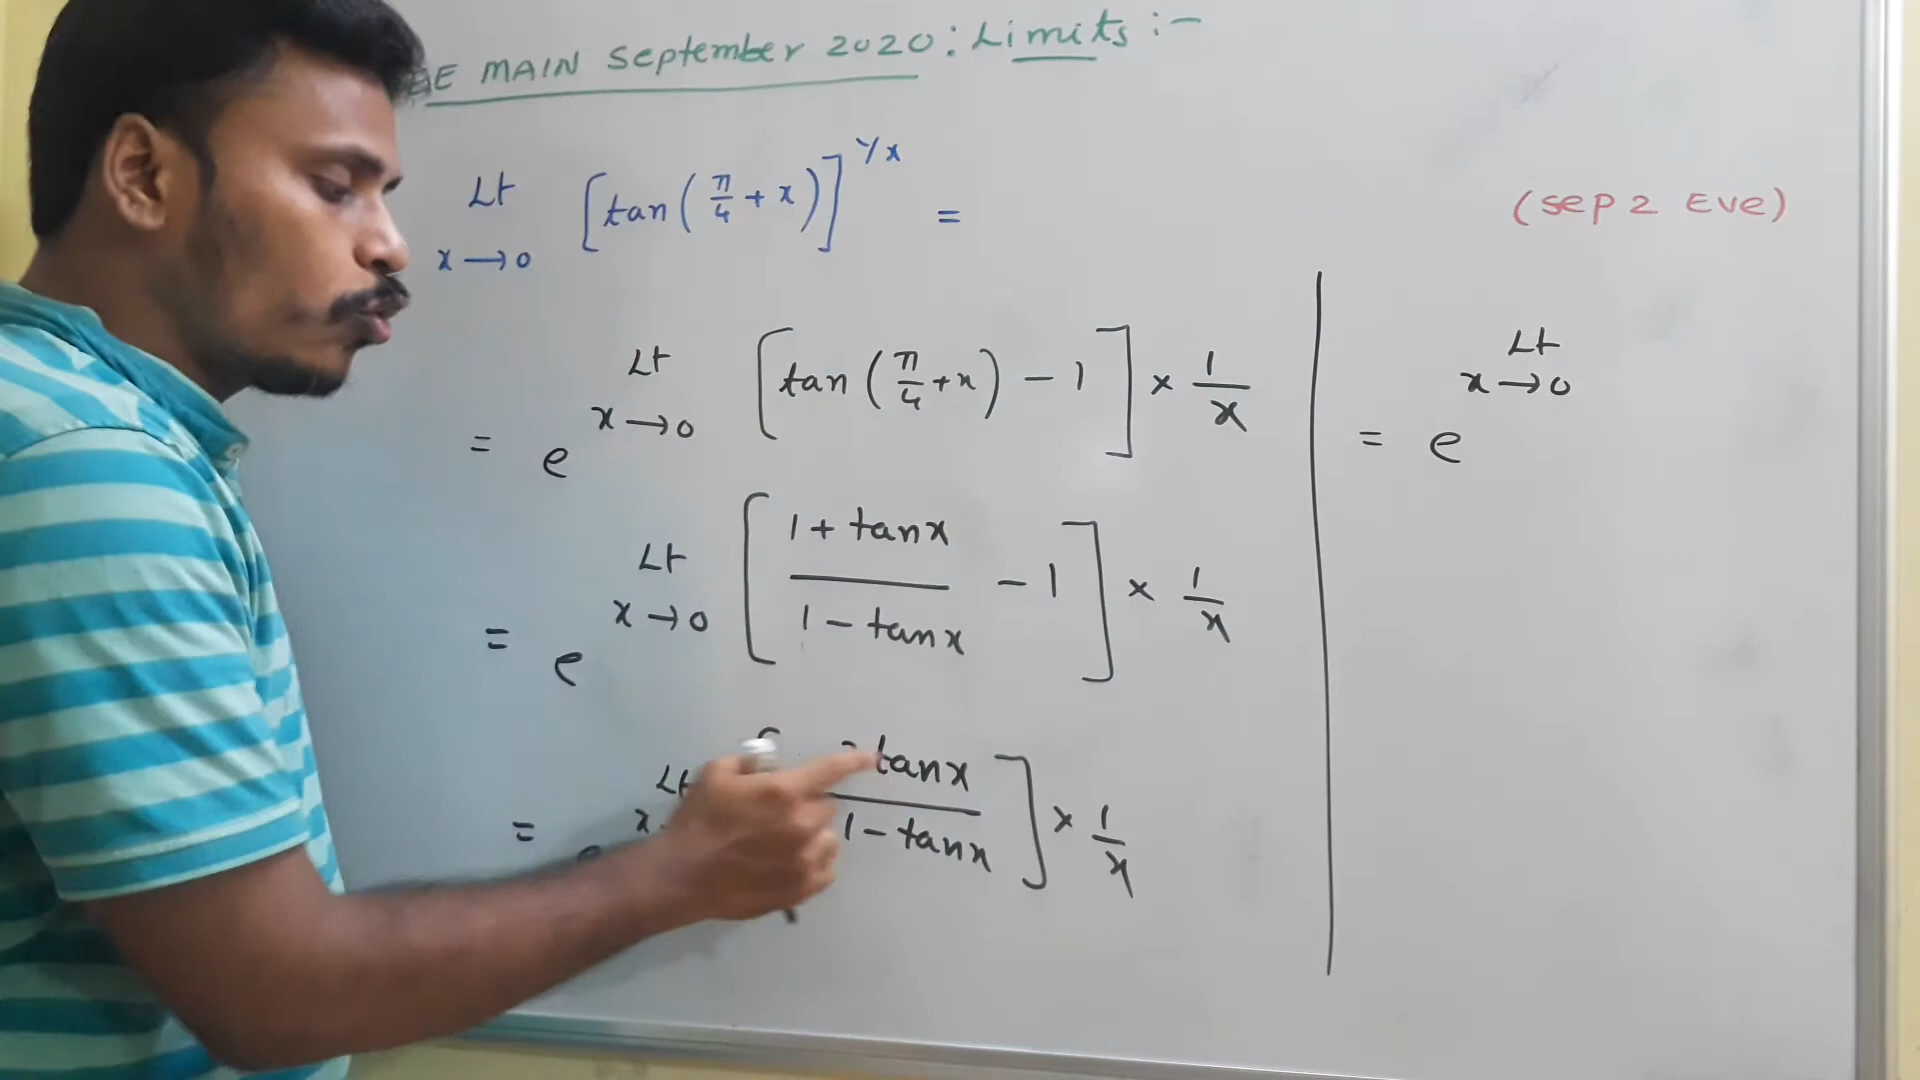 E MAIN September 2020 : Limits :-
Lt [tan(π/4 + x)]^1/x =
x→0
(Sep 2 Eve)
= e^ Lt x→0 [tan(π/4 + x) - 1] × 1/x
= e^ Lt x→0 [(1 + tanx)/(1 - tanx) - 1] × 1/x
= Lt x [ tanx/(1 - tanx)] × 1/x
= e^ Lt x→0